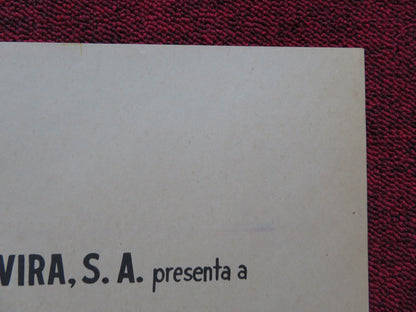 VIRA, S. A. presenta a